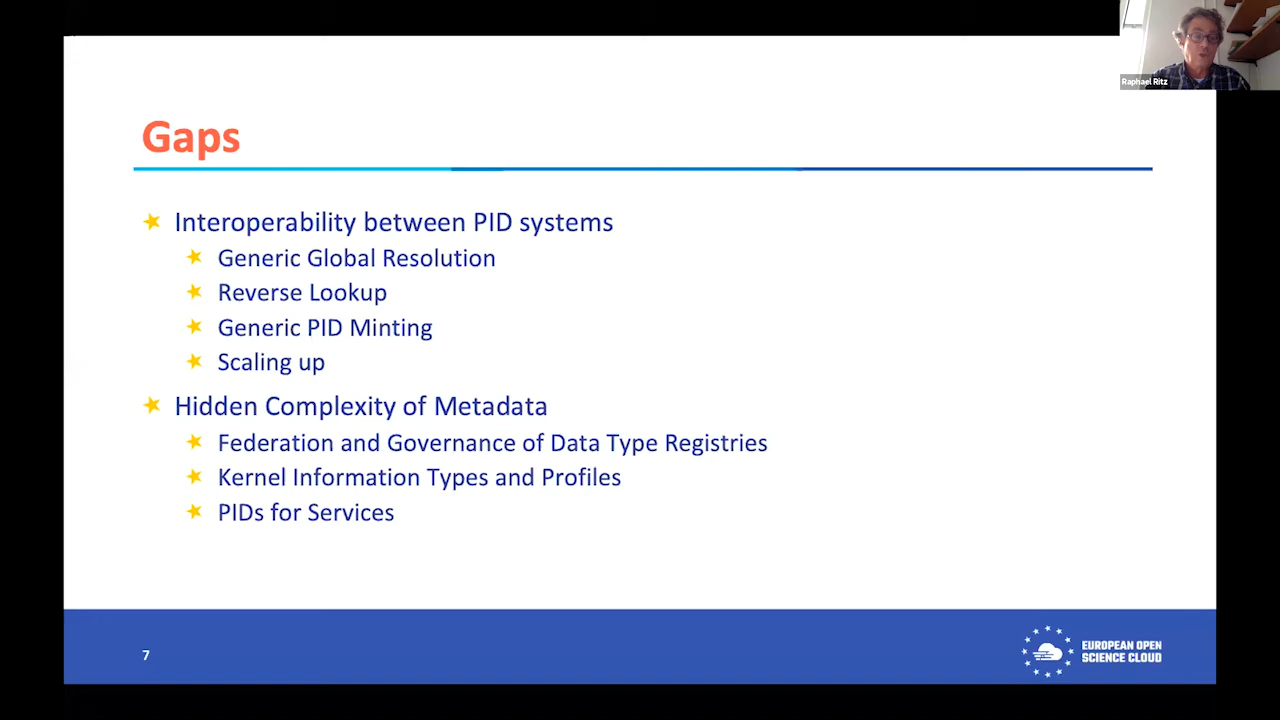 Raphael Ritz
Gaps
Interoperability between PID systems
Generic Global Resolution
Reverse Lookup
Generic PID Minting
Scaling up
Hidden Complexity of Metadata
Federation and Governance of Data Type Registries
Kernel Information Types and Profiles
PIDs for Services
7
EUROPEAN OPEN
SCIENCE CLOUD